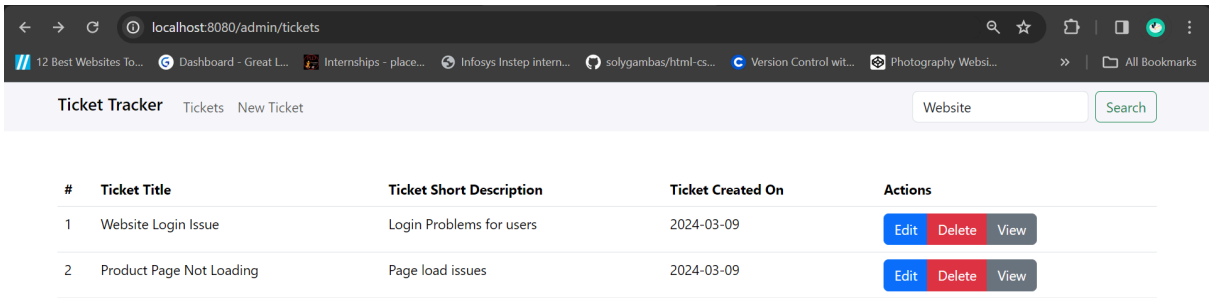 localhost:8080/admin/tickets
12 Best Websites To... Dashboard - Great L... Internships - place... Infosys Instep intern... solygambas/html-cs... Version Control wit... Photography Websi... » All Bookmarks
Ticket Tracker Tickets New Ticket Website Search
# Ticket Title Ticket Short Description Ticket Created On Actions
1 Website Login Issue Login Problems for users 2024-03-09 Edit Delete View
2 Product Page Not Loading Page load issues 2024-03-09 Edit Delete View